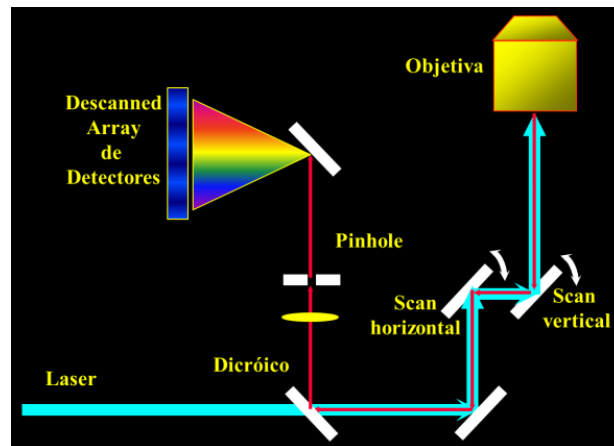 Objetiva
Descanned
Array
de
Detectores
Pinhole
Scan
horizontal
Scan
vertical
Dicróico
Laser